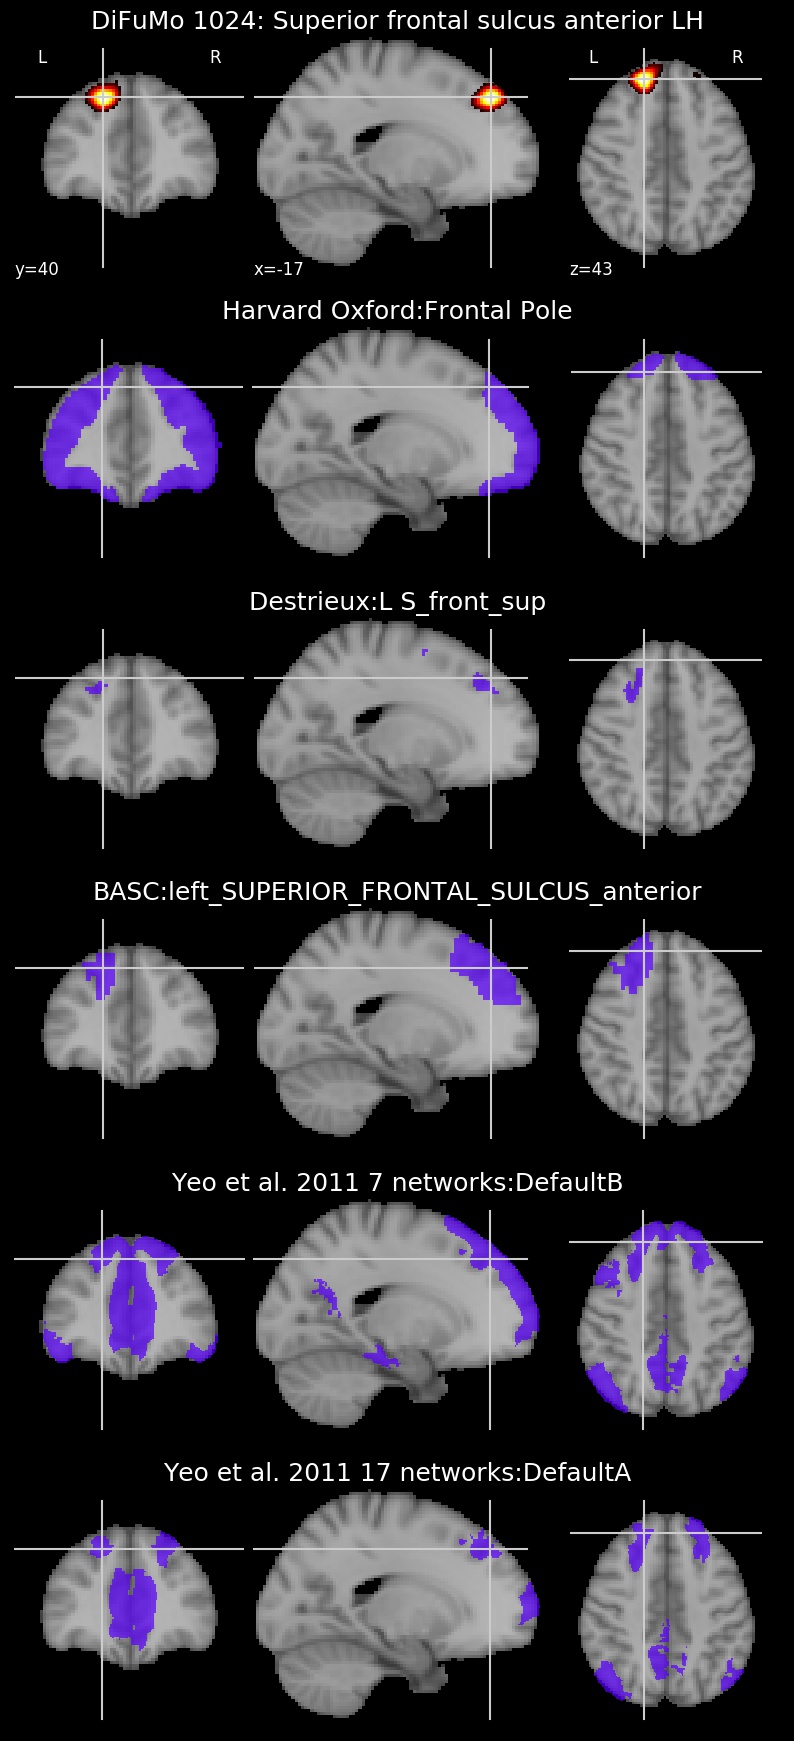 DiFuMo 1024: Superior frontal sulcus anterior LH
L R L R
y=40 x=-17 z=43
Harvard Oxford:Frontal Pole
Destrieux:L S_front_sup
BASC:left_SUPERIOR_FRONTAL_SULCUS_anterior
Yeo et al. 2011 7 networks:DefaultB
Yeo et al. 2011 17 networks:DefaultA